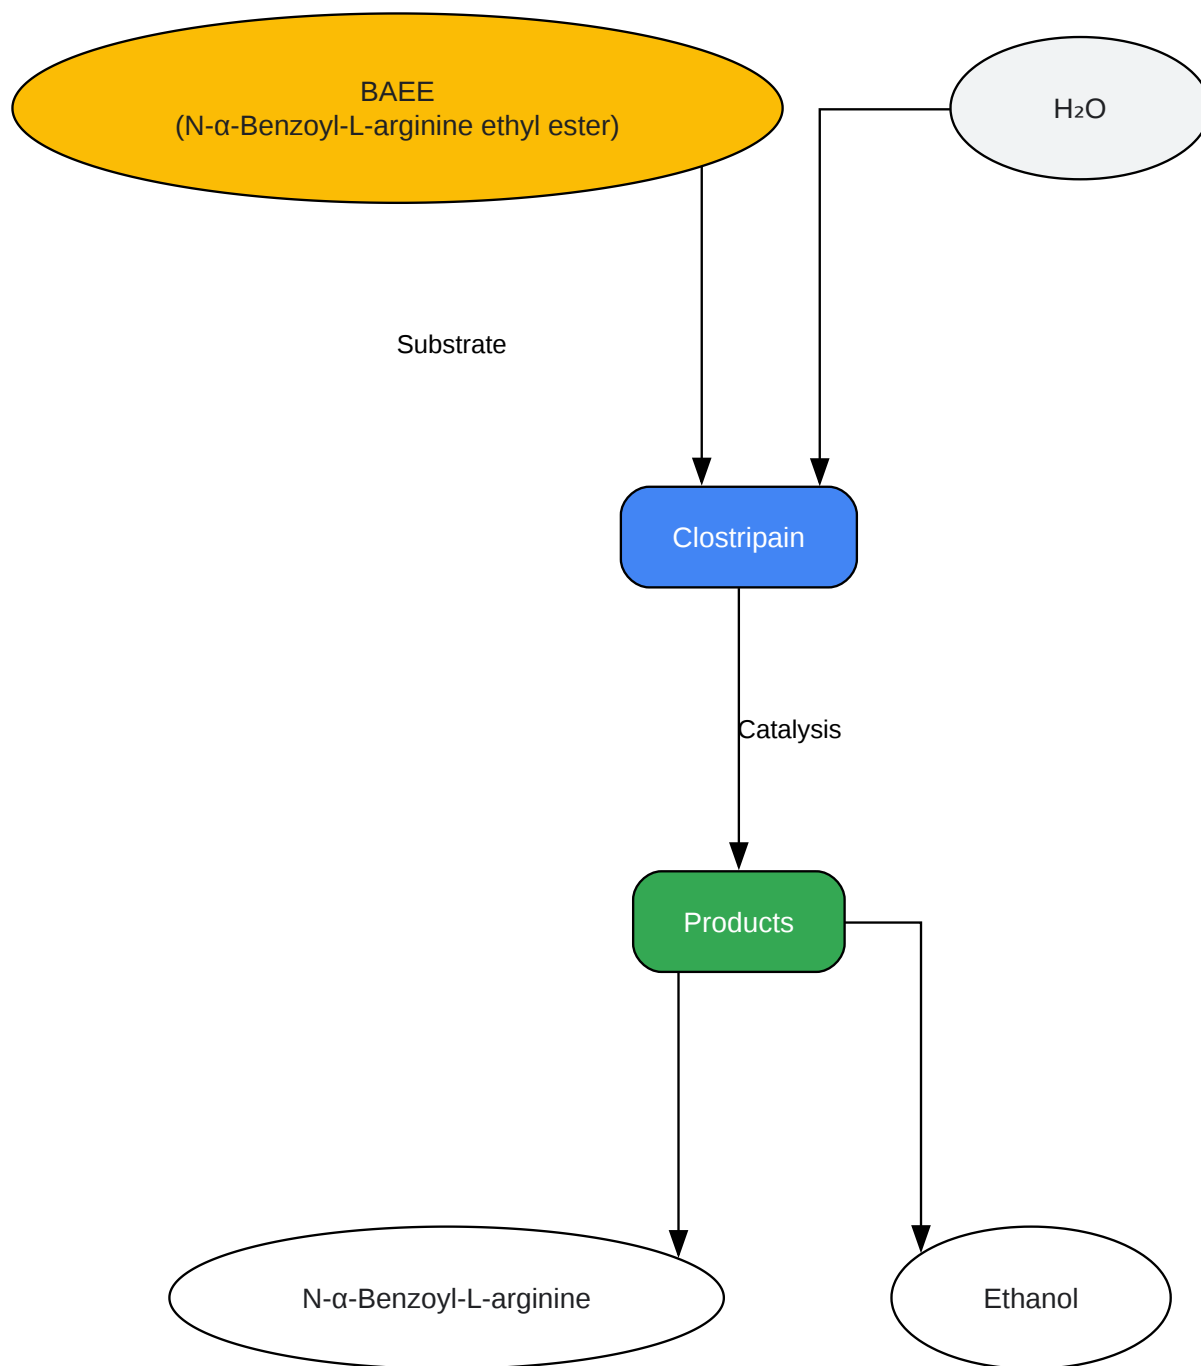 BAEE
(N-α-Benzoyl-L-arginine ethyl ester)
H₂O
Substrate
Clostripain
Catalysis
Products
N-α-Benzoyl-L-arginine
Ethanol